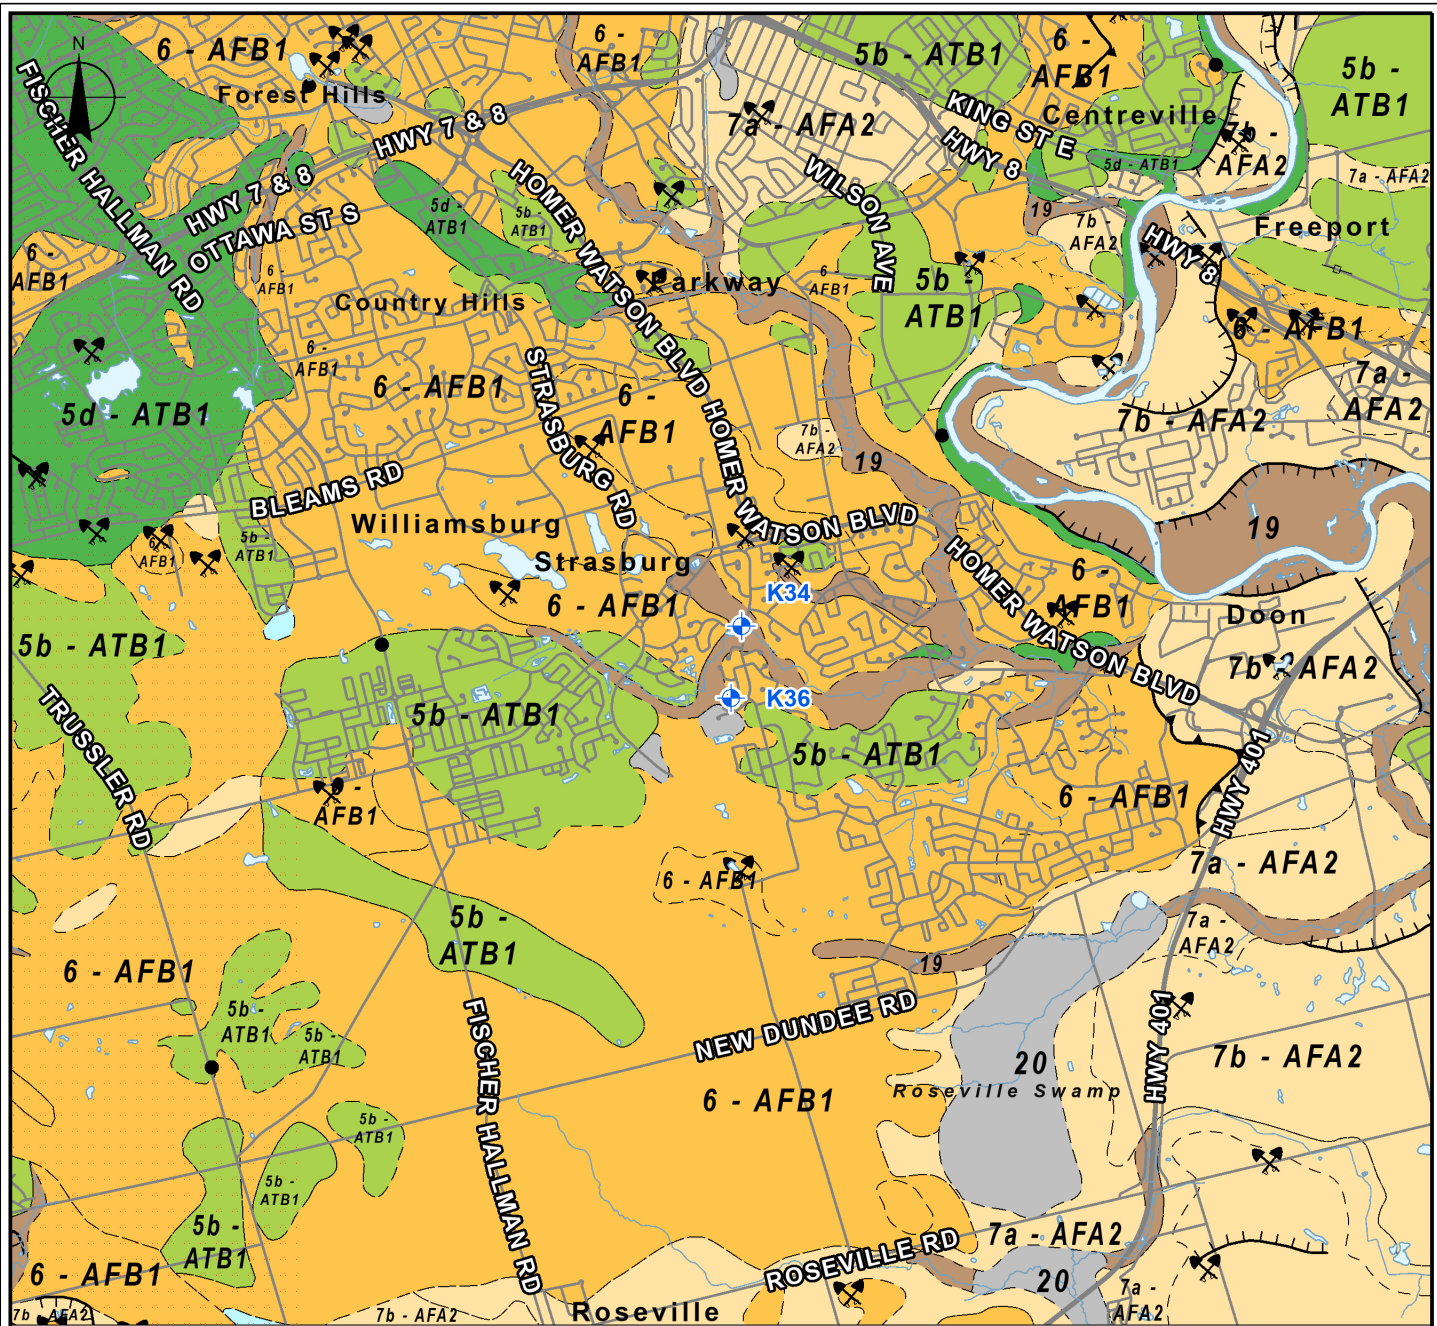 N
6 - AFB1
6 -
AFB1
5b - ATB1
6 -
AFB1
5b -
ATB1
Forest Hills
FISCHER HALLMAN RD
HWY 7 & 8
7a - AFA2
KING ST E
Centreville
HWY 8
7b -
AFA2
5d - ATB1
7a - AFA2
HWY 7 & 8
OTTAWA ST S
HOMER WATSON BLVD
WILSON AVE
5d -
ATB1
5b -
ATB1
19
7b -
AFA2
Freeport
HWY 8
6 -
AFB1
6 -
AFB1
Parkway
6 -
AFB1
5b -
ATB1
Country Hills
6 - AFB1
6 -
AFB1
STRASBURG RD
6 - AFB1
6 -
AFB1
7a -
AFA2
5d - ATB1
HOMER WATSON BLVD
7b -
AFA2
7b - AFA2
19
BLEAMS RD
Williamsburg
19
5b -
ATB1
6 -
AFB1
Strasburg
HOMER WATSON BLVD
6 -
AFB1
K34
6 - AFB1
Doon
5b - ATB1
7b - AFA2
K36
5b - ATB1
5b - ATB1
TRUSSLER RD
HWY 401
6 -
AFB1
6 - AFB1
7a - AFA2
6 - AFB1
5b -
ATB1
7a -
AFA2
19
6 - AFB1
5b -
ATB1
5b -
ATB1
FISCHER HALLMAN RD
NEW DUNDEE RD
HWY 401
20
Roseville Swamp
7b - AFA2
6 - AFB1
5b -
ATB1
5b -
ATB1
5b -
ATB1
7a - AFA2
ROSEVILLE RD
6 - AFB1
20
7a -
AFA2
7b - AFA2
7b - AFA2
Roseville